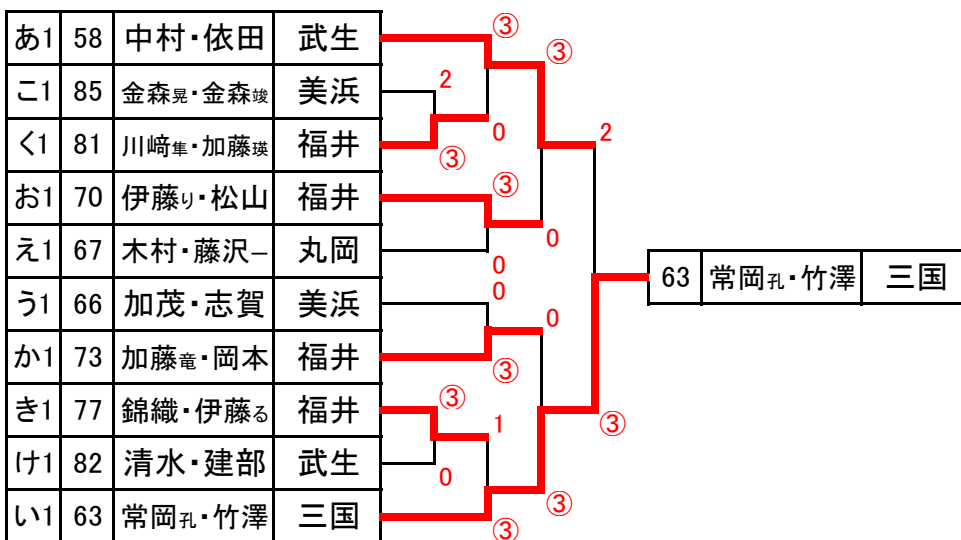 あ1 58 中村・依田 武生
こ1 85 金森晃・金森竣 美浜
く1 81 川﨑隼・加藤瑛 福井
お1 70 伊藤り・松山 福井
え1 67 木村・藤沢一 丸岡
う1 66 加茂・志賀 美浜
か1 73 加藤竜・岡本 福井
き1 77 錦織・伊藤る 福井
け1 82 清水・建部 武生
い1 63 常岡孔・竹澤 三国
③
③
2
2
0
③
③
0
0
0
0
③
③
1
③
0
③
③
63 常岡孔・竹澤 三国